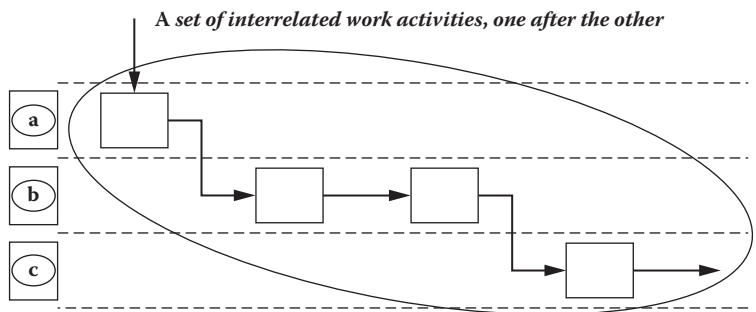 A set of interrelated work activities, one after the other
a
b
c